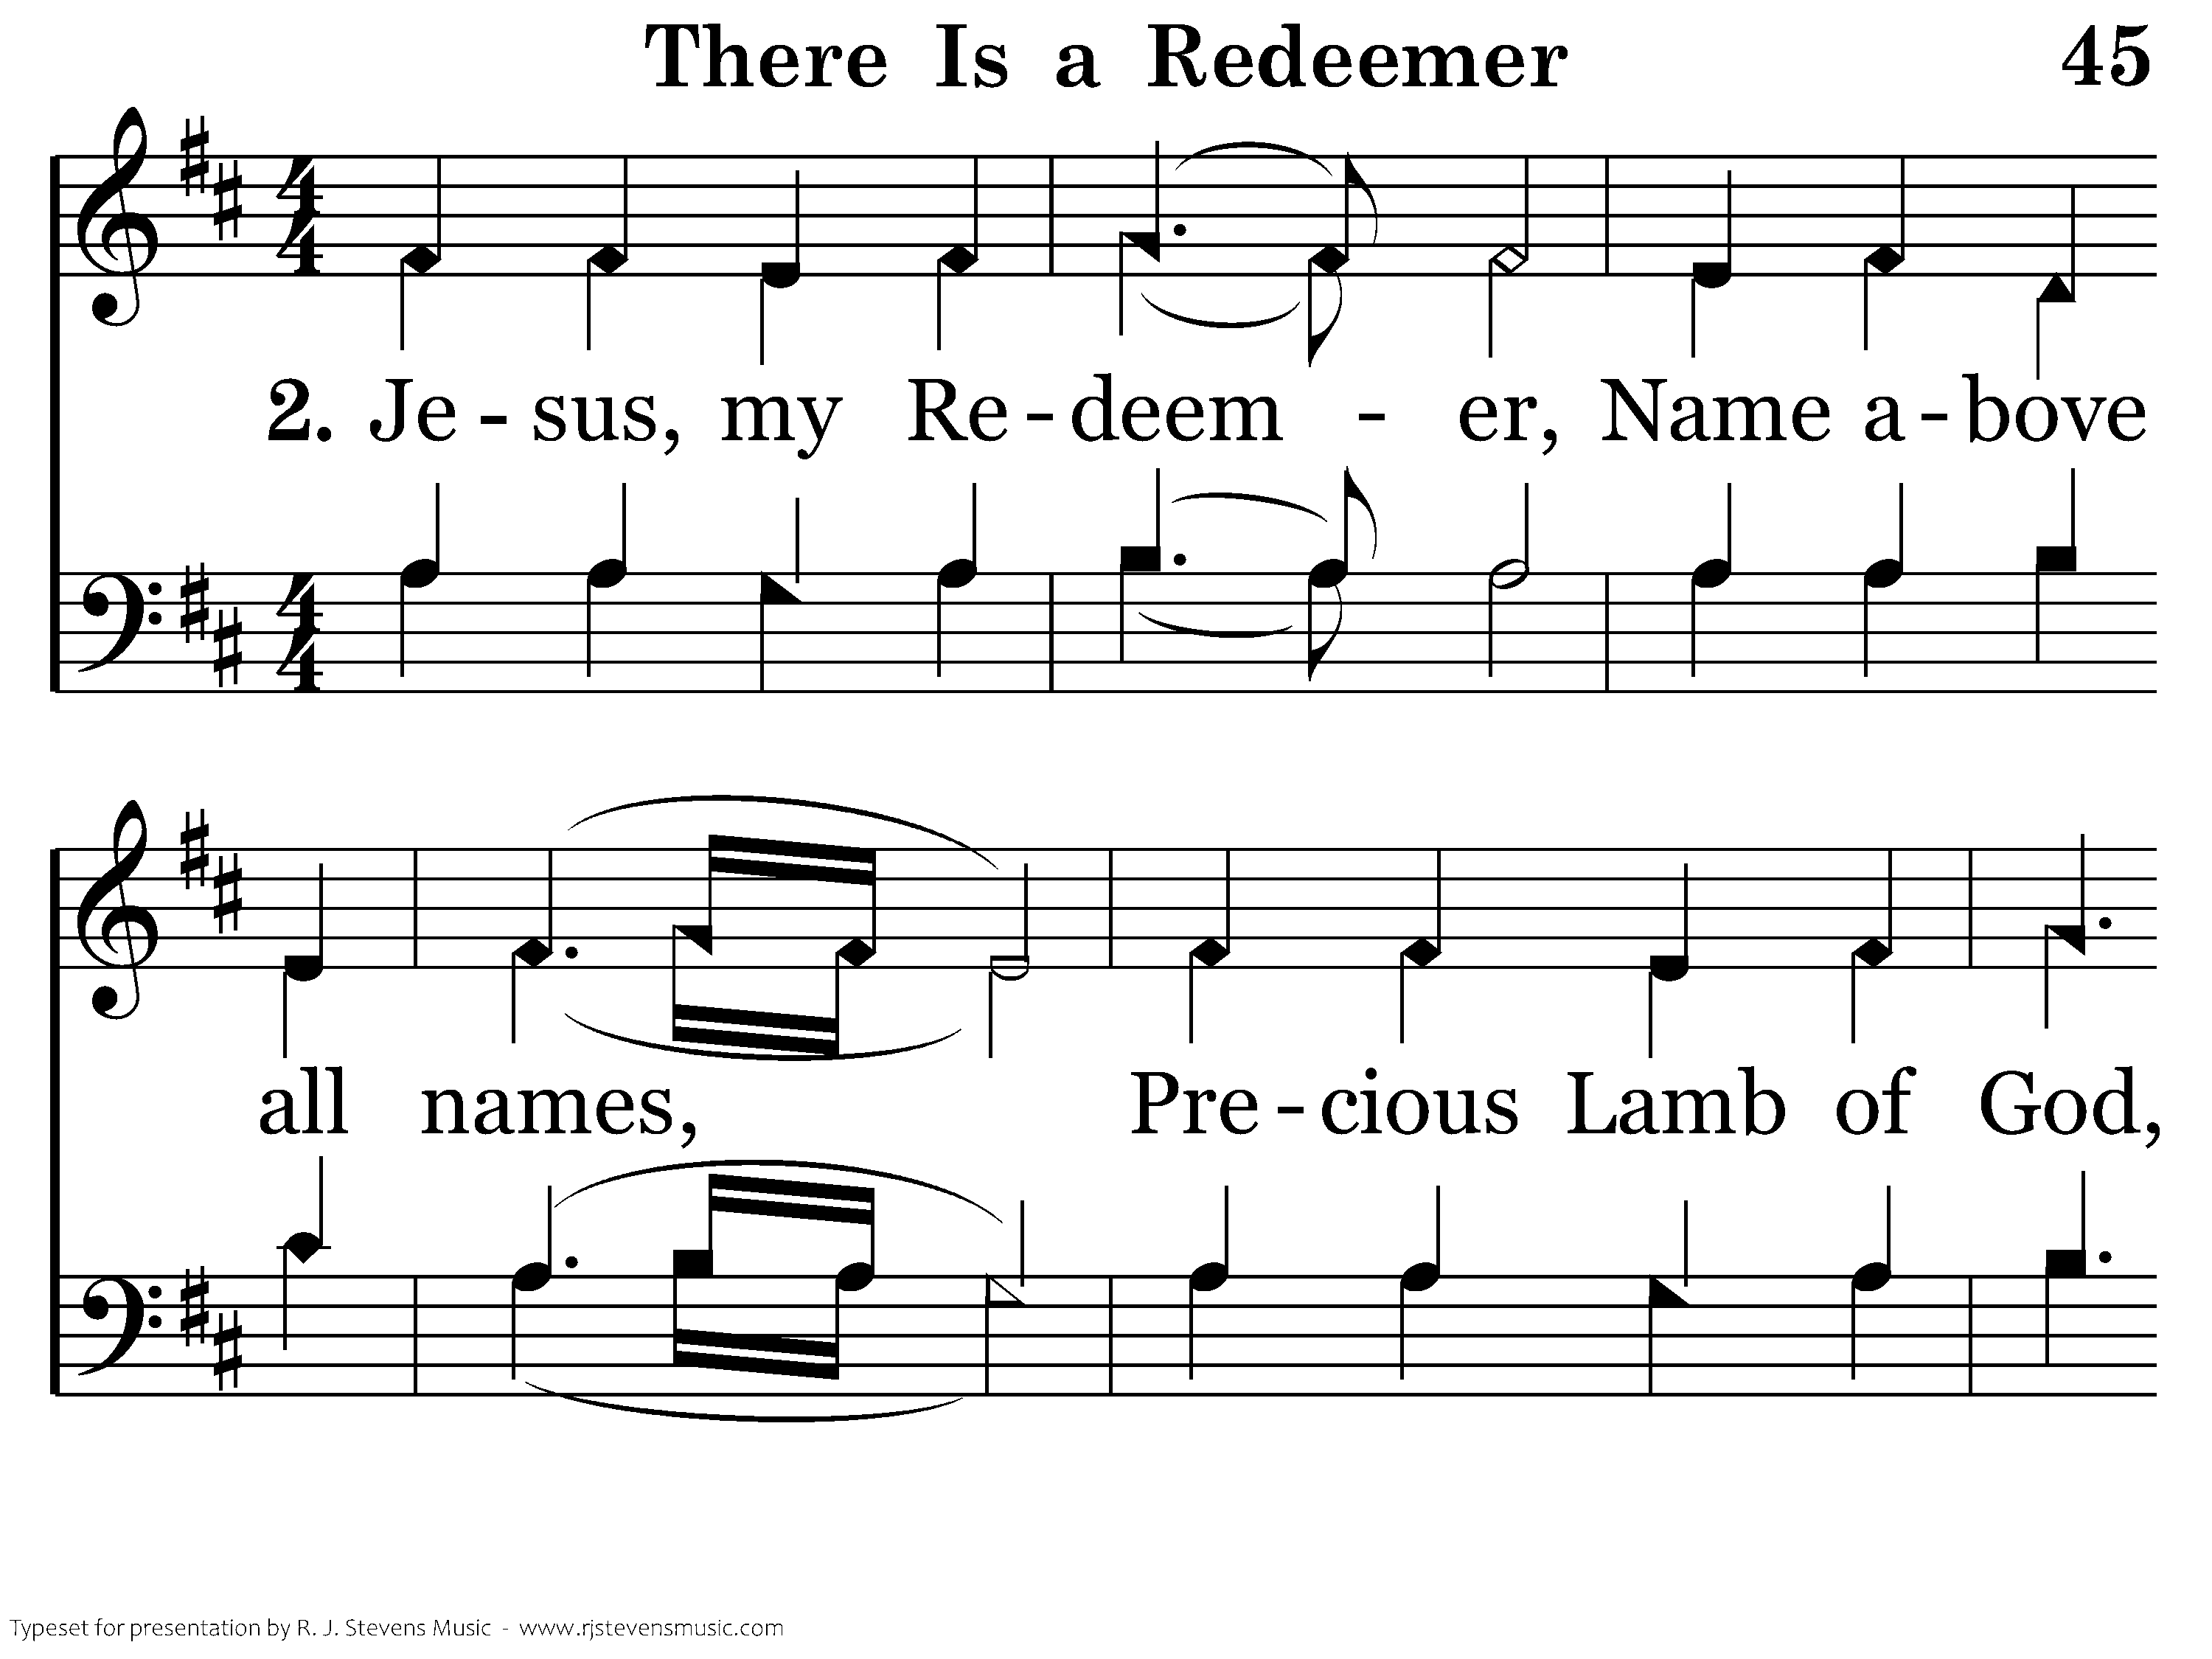 There Is a Redeemer 45
2. Je - sus, my Re - deem - er, Name a - bove
all names, Pre - cious Lamb of God,
Typeset for presentation by R. J. Stevens Music - www.rjstevensmusic.com